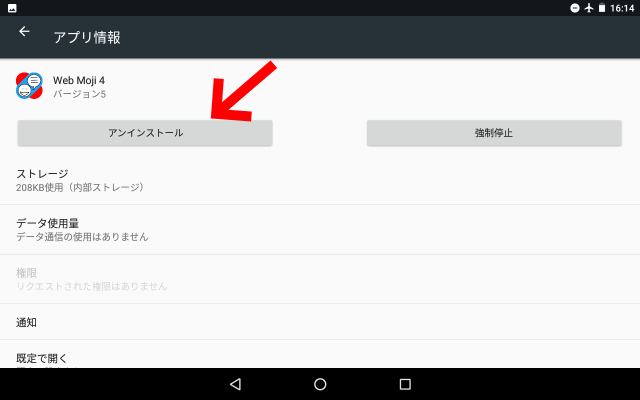 16:14
アプリ情報
Web Moji 4
バージョン5
アンインストール
強制停止
ストレージ
208KB使用（内部ストレージ）
データ使用量
データ通信の使用はありません
権限
リクエストされた権限はありません
通知
既定で開く